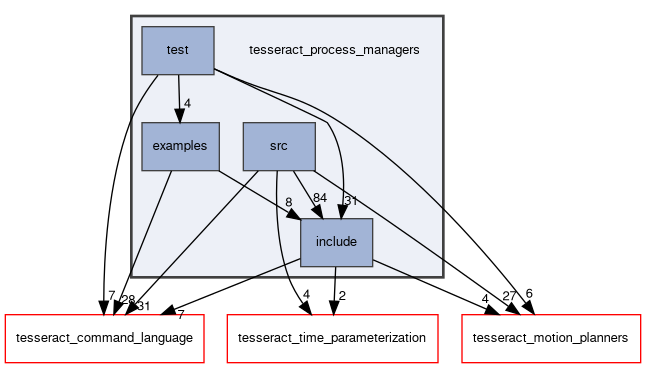 test
tesseract_process_managers
4
examples
src
8
84
31
include
7
28
31
7
4
2
4
27
6
tesseract_command_language
tesseract_time_parameterization
tesseract_motion_planners